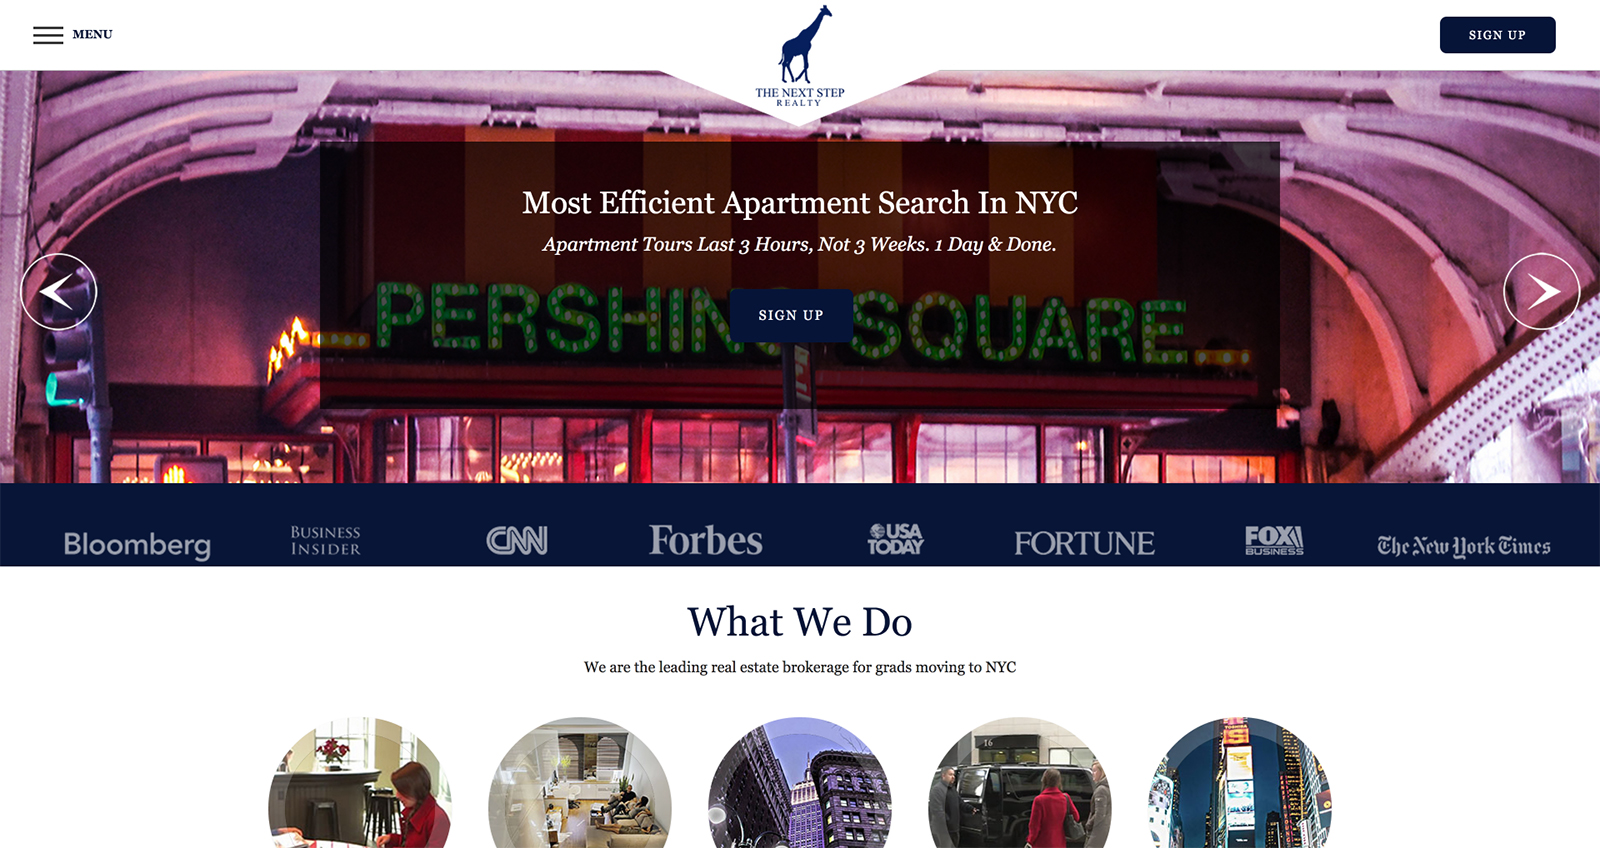 MENU
THE NEXT STEP
REALTY
SIGN UP
Most Efficient Apartment Search In NYC
Apartment Tours Last 3 Hours, Not 3 Weeks. 1 Day & Done.
PERSHING SQUARE
SIGN UP
Bloomberg
BUSINESS
INSIDER
CNN
Forbes
USA
TODAY
FORTUNE
FOX
BUSINESS
The New York Times
What We Do
We are the leading real estate brokerage for grads moving to NYC
16